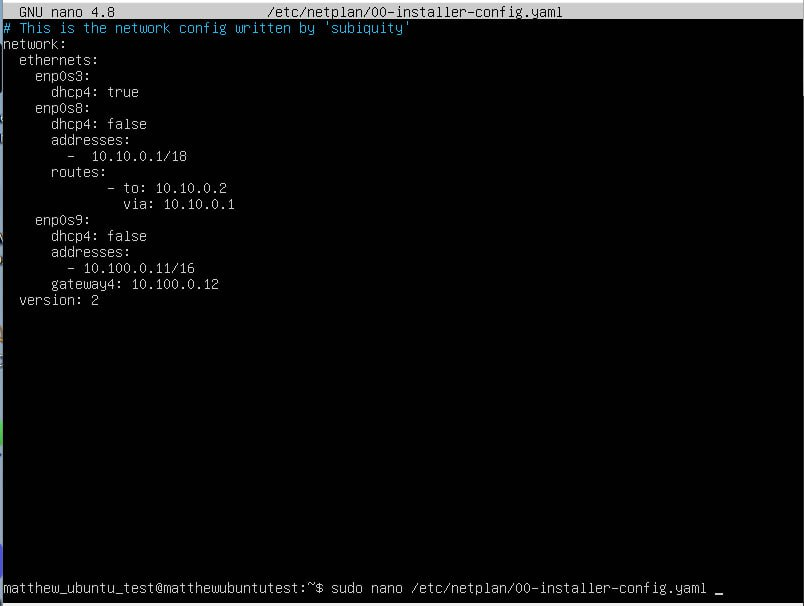 GNU nano 4.8 /etc/netplan/00-installer-config.yaml
# This is the network config written by 'subiquity'
network:
  ethernets:
    enp0s3:
      dhcp4: true
    enp0s8:
      dhcp4: false
      addresses:
        -  10.10.0.1/18
      routes:
             - to: 10.10.0.2
               via: 10.10.0.1
    enp0s9:
      dhcp4: false
      addresses:
        - 10.100.0.11/16
      gateway4: 10.100.0.12
  version: 2
matthew_ubuntu_test@matthewubuntutest:~$ sudo nano /etc/netplan/00-installer-config.yaml _